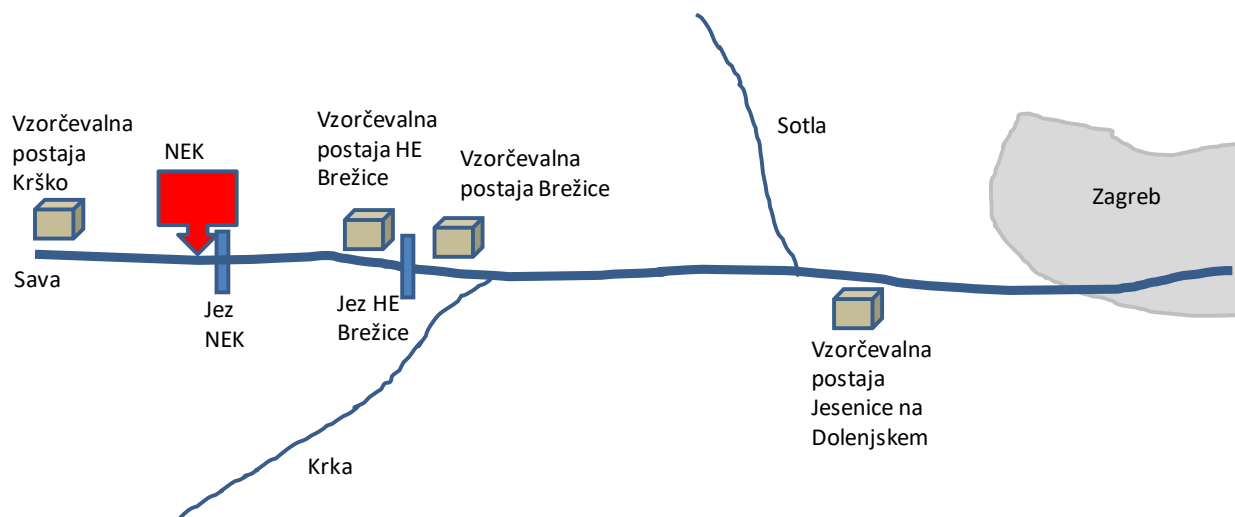 Vzorčevalna
postaja
Krško
NEK
Vzorčevalna
postaja HE
Brežice
Vzorčevalna
postaja Brežice
Sotla
Zagreb
Sava
Jez
NEK
Jez HE
Brežice
Vzorčevalna
postaja
Jesenice na
Dolenjskem
Krka